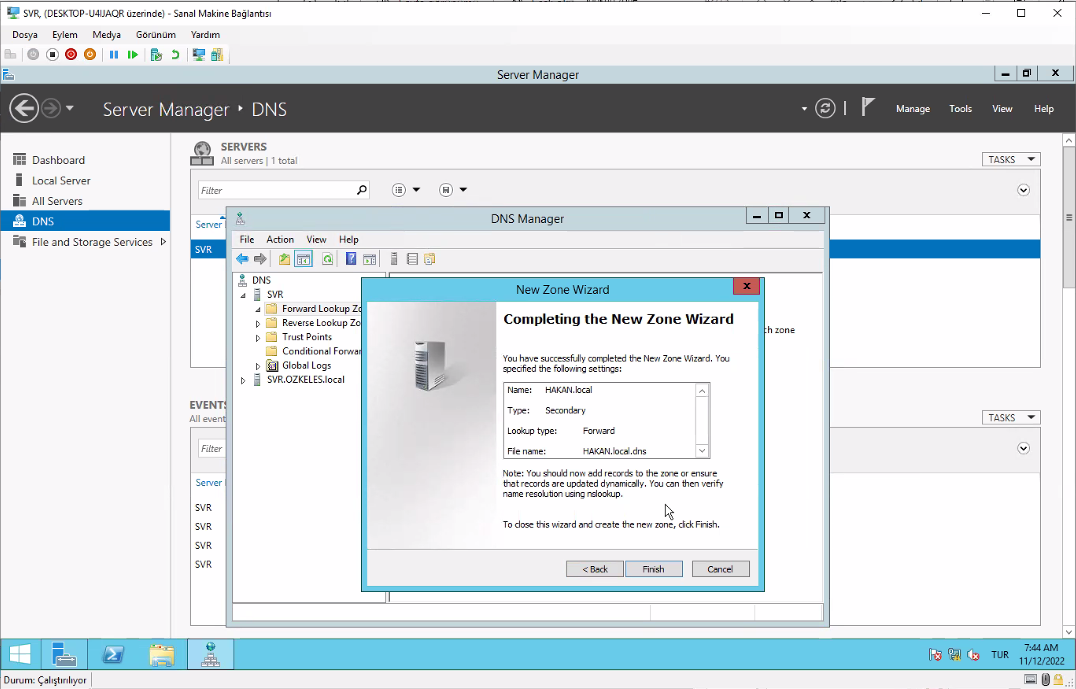 SVR, (DESKTOP-U4IJAQR üzerinde) - Sanal Makine Bağlantısı
Dosya Eylem Medya Görünüm Yardım
Server Manager
Server Manager ‣ DNS
Manage Tools View Help
Dashboard
Local Server
All Servers
DNS
File and Storage Services
SERVERS
All servers | 1 total
TASKS
Filter
Server
SVR
DNS Manager
File Action View Help
DNS
SVR
Forward Lookup Zo
Reverse Lookup Zo
Trust Points
Conditional Forwar
Global Logs
SVR.OZKELES.local
ch zone
New Zone Wizard
Completing the New Zone Wizard
You have successfully completed the New Zone Wizard. You
specified the following settings:
Name: HAKAN.local
Type: Secondary
Lookup type: Forward
File name: HAKAN.local.dns
Note: You should now add records to the zone or ensure
that records are updated dynamically. You can then verify
name resolution using nslookup.
To close this wizard and create the new zone, click Finish.
< Back Finish Cancel
EVENTS
All event
TASKS
Filter
Server
SVR
SVR
SVR
SVR
TUR
7:44 AM
11/12/2022
Durum: Çalıştırılıyor